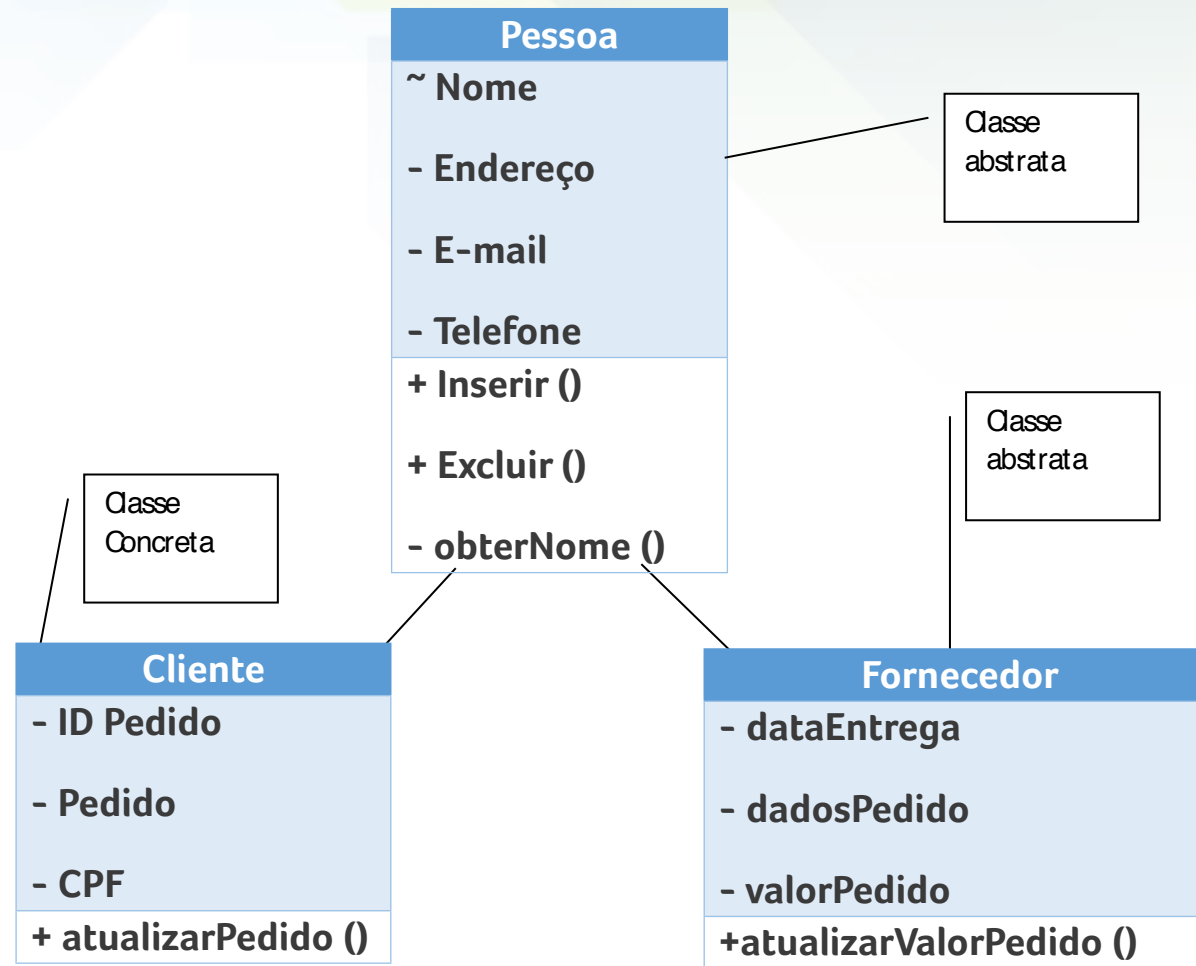 Pessoa
~ Nome
- Endereço
- E-mail
- Telefone
+ Inserir ()
+ Excluir ()
- obterNome ()
Classe
abstrata
Classe
abstrata
Classe
Concreta
Cliente
- ID Pedido
- Pedido
- CPF
+ atualizarPedido ()
Fornecedor
- dataEntrega
- dadosPedido
- valorPedido
+atualizarValorPedido ()